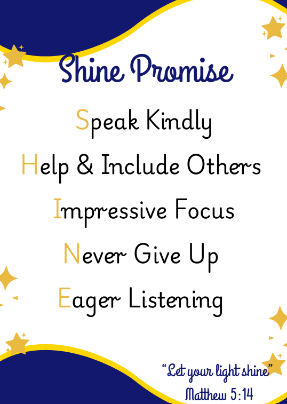 Shine Promise
Speak Kindly
Help & Include Others
Impressive Focus
Never Give Up
Eager Listening
“Let your light shine”
Matthew 5:14